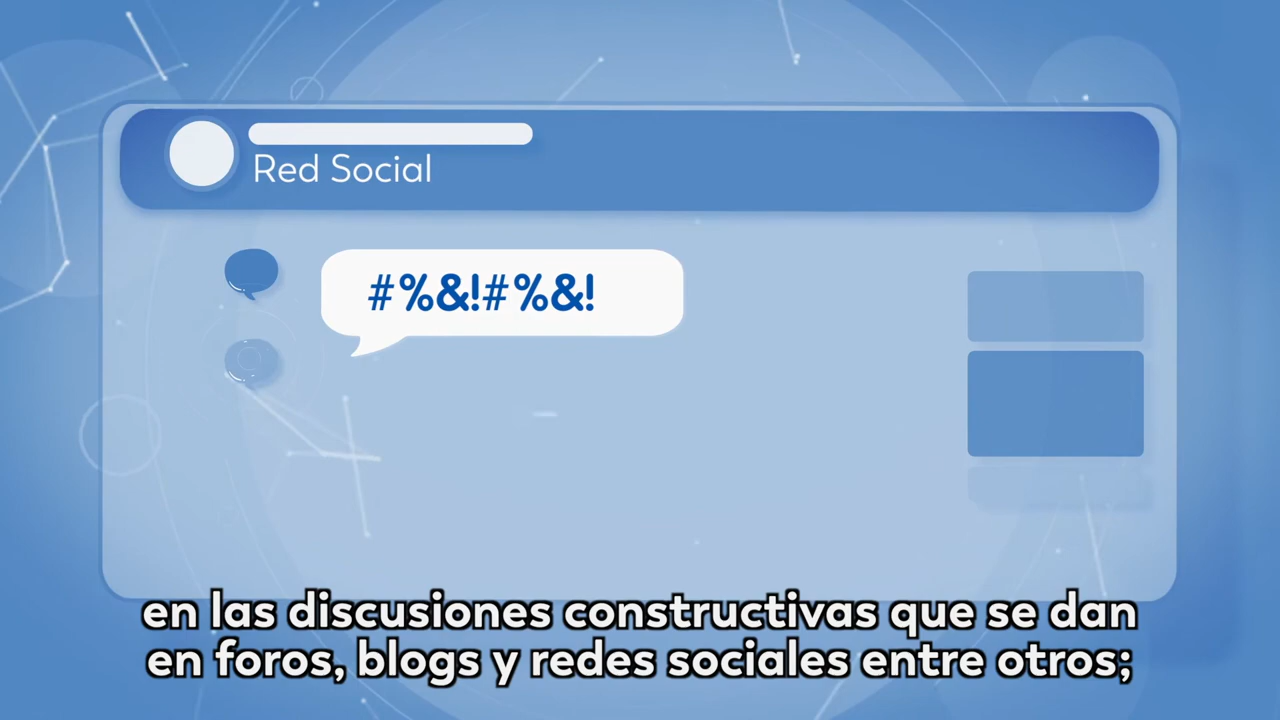 Red Social
#%&!#%&!
en las discusiones constructivas que se dan
en foros, blogs y redes sociales entre otros;